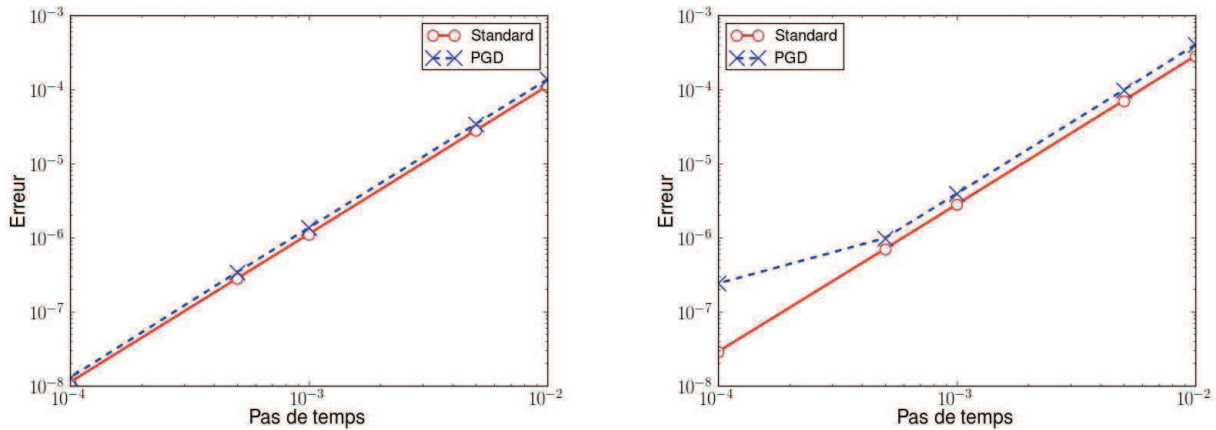 10⁻³
10⁻⁴
10⁻⁵
10⁻⁶
10⁻⁷
10⁻⁸
Erreur
Standard
PGD
10⁻⁴
10⁻³
10⁻²
Pas de temps
10⁻³
10⁻⁴
10⁻⁵
10⁻⁶
10⁻⁷
10⁻⁸
Erreur
Standard
PGD
10⁻⁴
10⁻³
10⁻²
Pas de temps